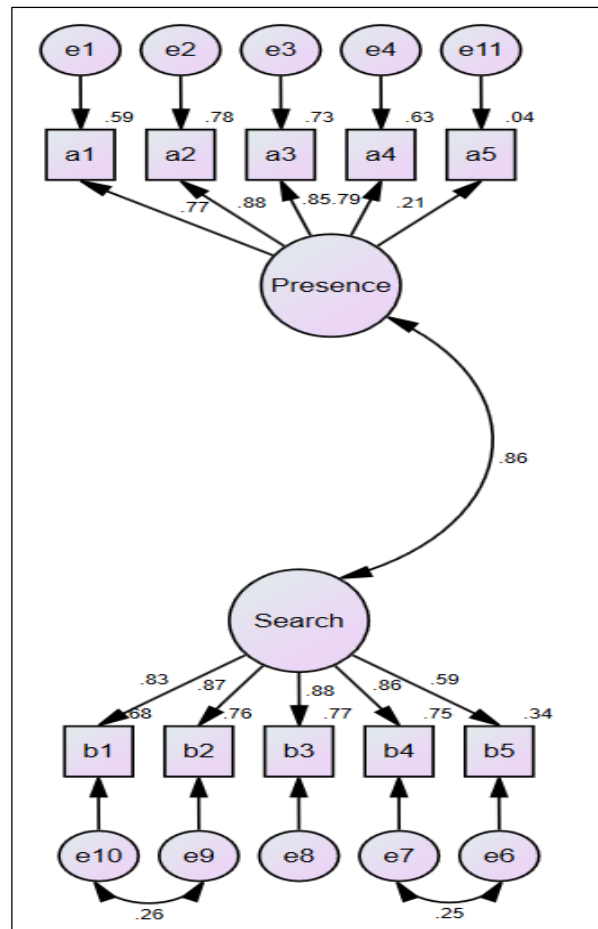 e1 e2 e3 e4 e11
.59 .78 .73 .63 .04
a1 a2 a3 a4 a5
.77 .88 .85 .79 .21
Presence
.86
Search
.83 .87 .88 .86 .59
.68 .76 .77 .75 .34
b1 b2 b3 b4 b5
e10 e9 e8 e7 e6
.26 .25